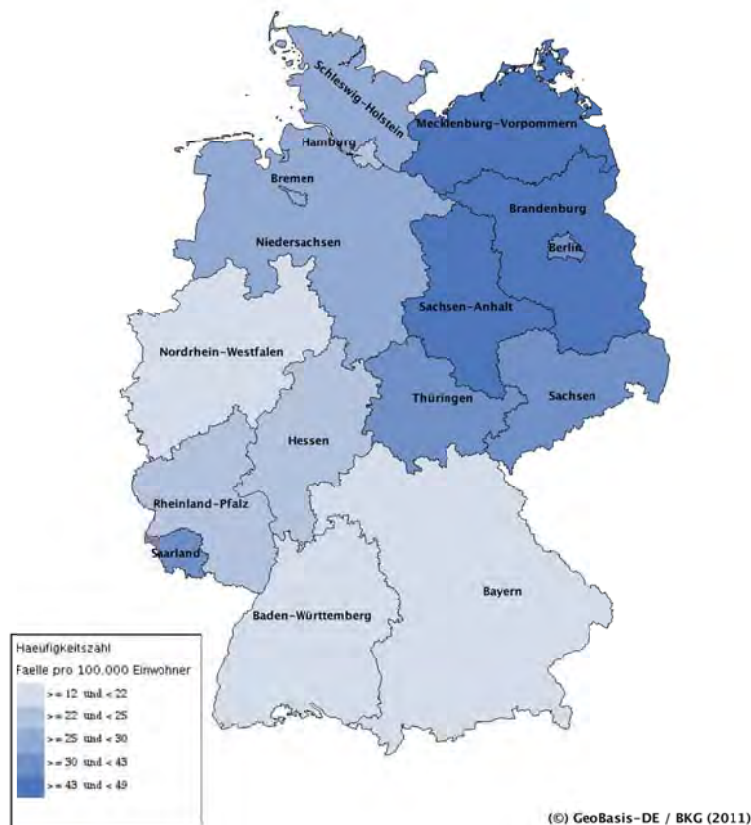 Schleswig-Holstein
Mecklenburg-Vorpommern
Hamburg
Bremen
Brandenburg
Niedersachsen
Berlin
Sachsen-Anhalt
Nordrhein-Westfalen
Thüringen
Sachsen
Hessen
Rheinland-Pfalz
Saarland
Bayern
Baden-Württemberg
Haeufigkeitszahl
Faelle pro 100.000 Einwohner
>= 12 und < 22
>= 22 und < 25
>= 25 und < 30
>= 30 und < 43
>= 43 und < 49
(©) GeoBasis-DE / BKG (2011)